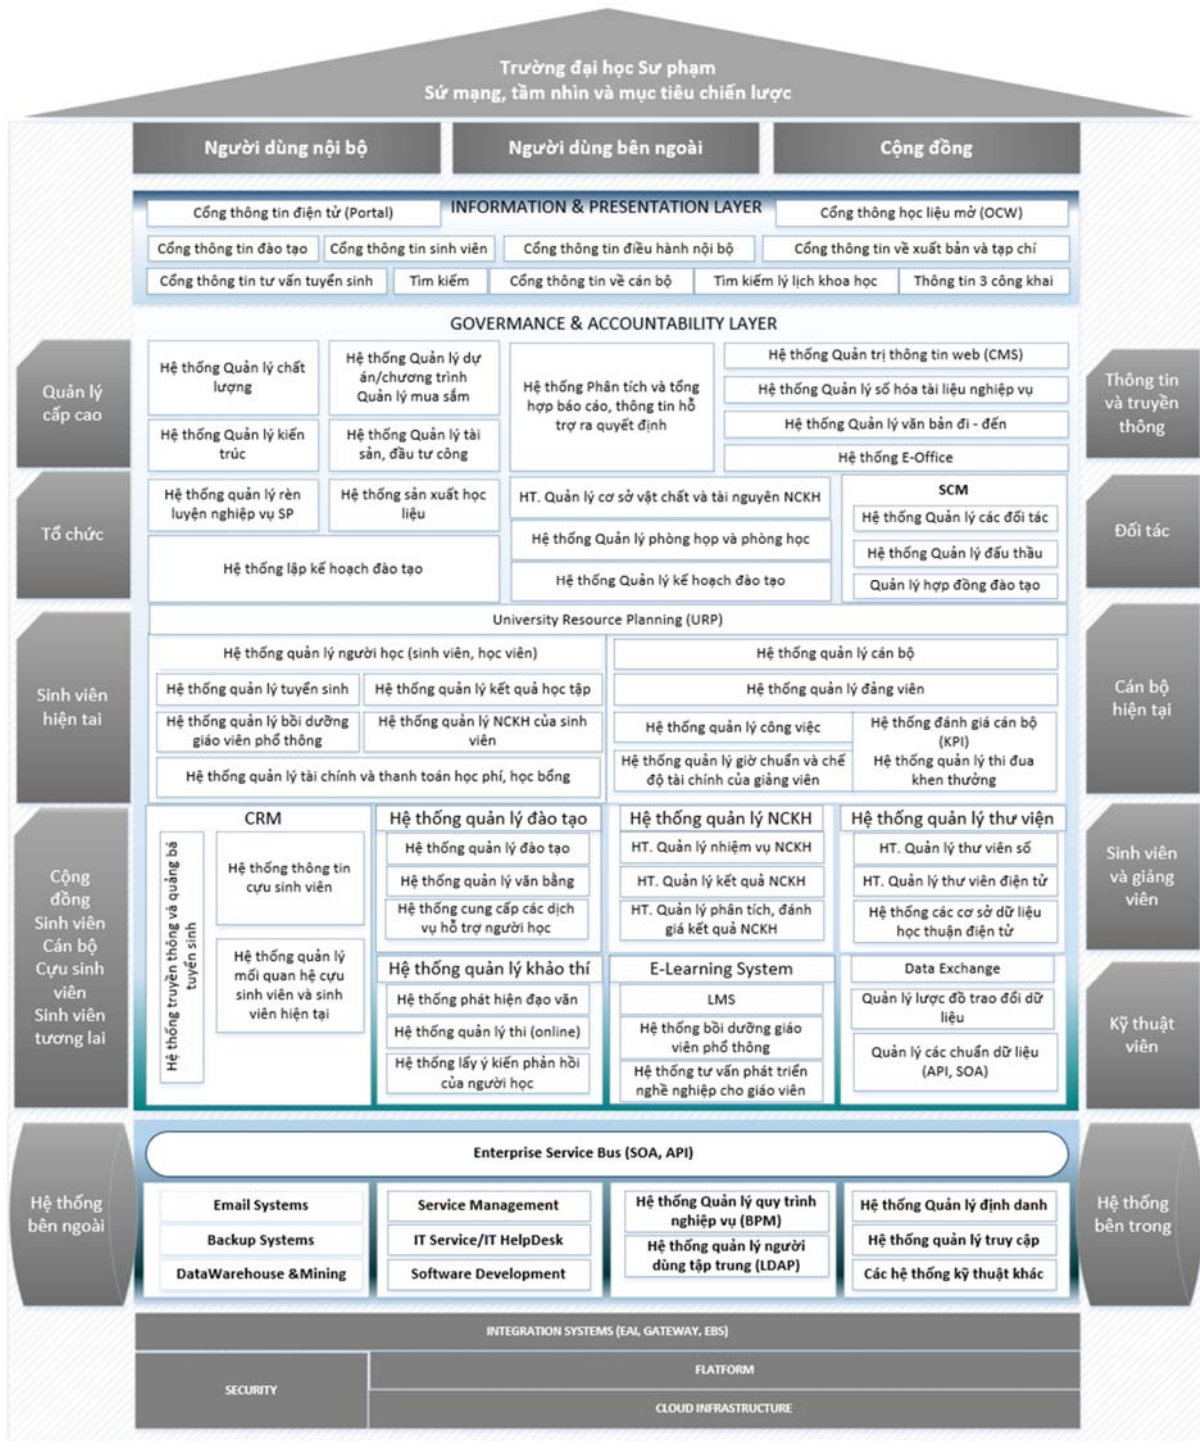 Trường đại học Sư phạm
Sứ mạng, tầm nhìn và mục tiêu chiến lược
Người dùng nội bộ
Người dùng bên ngoài
Cộng đồng
INFORMATION & PRESENTATION LAYER
Cổng thông tin điện tử (Portal)
Cổng thông học liệu mở (OCW)
Cổng thông tin đào tạo
Cổng thông tin sinh viên
Cổng thông tin điều hành nội bộ
Cổng thông tin về xuất bản và tạp chí
Cổng thông tin tư vấn tuyển sinh
Tìm kiếm
Cổng thông tin về cán bộ
Tìm kiếm lý lịch khoa học
Thông tin 3 công khai
GOVERMANCE & ACCOUNTABILITY LAYER
Quản lý
cấp cao
Hệ thống Quản lý chất
lượng
Hệ thống Quản lý dự
án/chương trình
Quản lý mua sắm
Hệ thống Quản lý kiến
trúc
Hệ thống Quản lý tài
sản, đầu tư công
Hệ thống Phân tích và tổng
hợp báo cáo, thông tin hỗ
trợ ra quyết định
Hệ thống Quản trị thông tin web (CMS)
Hệ thống Quản lý số hóa tài liệu nghiệp vụ
Hệ thống Quản lý văn bản đi - đến
Hệ thống E-Office
Thông tin
và truyền
thông
Tổ chức
Hệ thống quản lý rèn
luyện nghiệp vụ SP
Hệ thống sản xuất học
liệu
Hệ thống lập kế hoạch đào tạo
HT. Quản lý cơ sở vật chất và tài nguyên NCKH
Hệ thống Quản lý phòng họp và phòng học
Hệ thống Quản lý kế hoạch đào tạo
SCM
Hệ thống Quản lý các đối tác
Hệ thống Quản lý đấu thầu
Quản lý hợp đồng đào tạo
Đối tác
University Resource Planning (URP)
Sinh viên
hiện tai
Hệ thống quản lý người học (sinh viên, học viên)
Hệ thống quản lý tuyển sinh
Hệ thống quản lý kết quả học tập
Hệ thống quản lý bồi dưỡng
giáo viên phổ thông
Hệ thống quản lý NCKH của sinh
viên
Hệ thống quản lý tài chính và thanh toán học phí, học bổng
Hệ thống quản lý cán bộ
Hệ thống quản lý đảng viên
Hệ thống quản lý công việc
Hệ thống quản lý giờ chuẩn và chế
độ tài chính của giảng viên
Hệ thống đánh giá cán bộ
(KPI)
Hệ thống quản lý thi đua
khen thưởng
Cán bộ
hiện tại
Cộng
đồng
Sinh viên
Cán bộ
Cựu sinh
viên
Sinh viên
tương lai
CRM
Hệ thống truyền thông và quảng bá
tuyển sinh
Hệ thống thông tin
cựu sinh viên
Hệ thống quản lý
mối quan hệ cựu
sinh viên và sinh
viên hiện tại
Hệ thống quản lý đào tạo
Hệ thống quản lý đào tạo
Hệ thống quản lý văn bằng
Hệ thống cung cấp các dịch
vụ hỗ trợ người học
Hệ thống quản lý NCKH
HT. Quản lý nhiệm vụ NCKH
HT. Quản lý kết quả NCKH
HT. Quản lý phân tích, đánh
giá kết quả NCKH
Hệ thống quản lý thư viện
HT. Quản lý thư viên số
HT. Quản lý thư viên điện tử
Hệ thống các cơ sở dữ liệu
học thuận điện tử
Sinh viên
và giảng
viên
Hệ thống quản lý khảo thí
Hệ thống phát hiện đạo văn
Hệ thống quản lý thi (online)
Hệ thống lấy ý kiến phản hồi
của người học
E-Learning System
LMS
Hệ thống bồi dưỡng giáo
viên phổ thông
Hệ thống tư vấn phát triển
nghề nghiệp cho giáo viên
Data Exchange
Quản lý lược đồ trao đổi dữ
liệu
Quản lý các chuẩn dữ liệu
(API, SOA)
Kỹ thuật
viên
Enterprise Service Bus (SOA, API)
Hệ thống
bên ngoài
Email Systems
Backup Systems
DataWarehouse &Mining
Service Management
IT Service/IT HelpDesk
Software Development
Hệ thống Quản lý quy trình
nghiệp vụ (BPM)
Hệ thống quản lý người
dùng tập trung (LDAP)
Hệ thống Quản lý định danh
Hệ thống quản lý truy cập
Các hệ thống kỹ thuật khác
Hệ thống
bên trong
INTEGRATION SYSTEMS (EAI, GATEWAY, EBS)
SECURITY
FLATFORM
CLOUD INFRASTRUCTURE